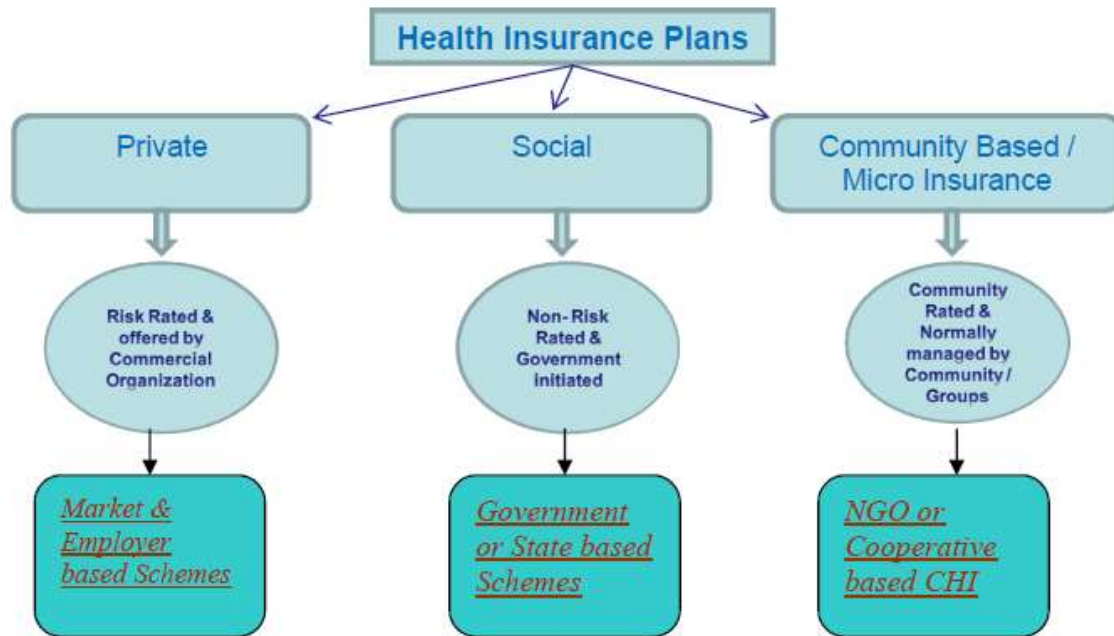 Health Insurance Plans
Private
Social
Community Based /
Micro Insurance
Risk Rated &
offered by
Commercial
Organization
Non- Risk
Rated &
Government
initiated
Community
Rated &
Normally
managed by
Community /
Groups
Market &
Employer
based Schemes
Government
or State based
Schemes
NGO or
Cooperative
based CHI